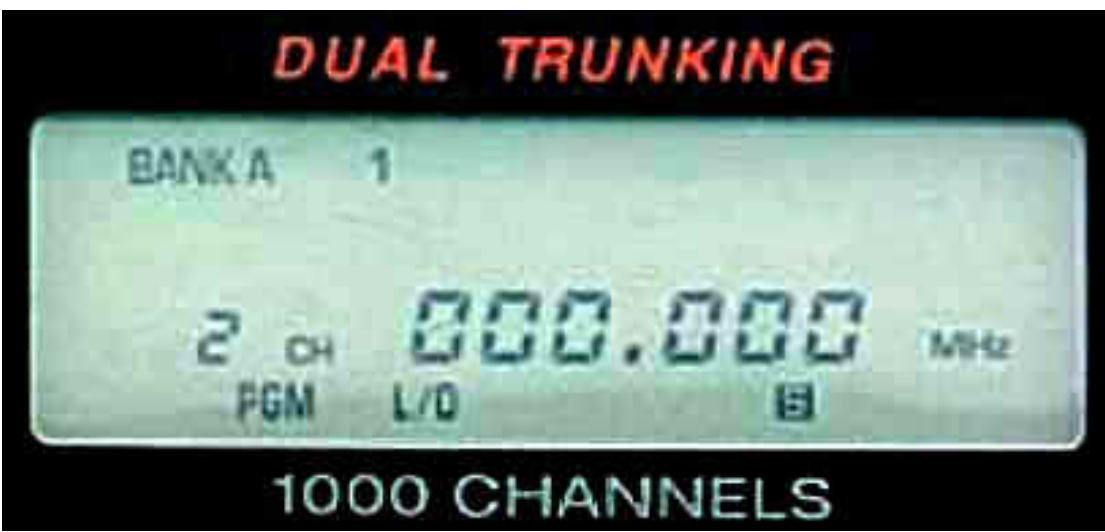 DUAL TRUNKING
BANK A 1
2 CH 000.000 MHz
PGM L/O S
1000 CHANNELS